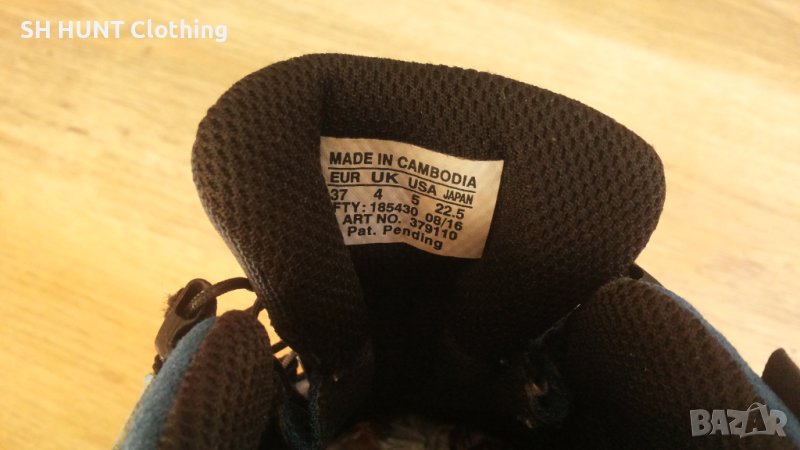 SH HUNT Clothing
MADE IN CAMBODIA
EUR UK USA JAPAN
37 4 5 22.5
FTY: 185430 08/16
ART NO. 379110
Pat. Pending
BAZAR